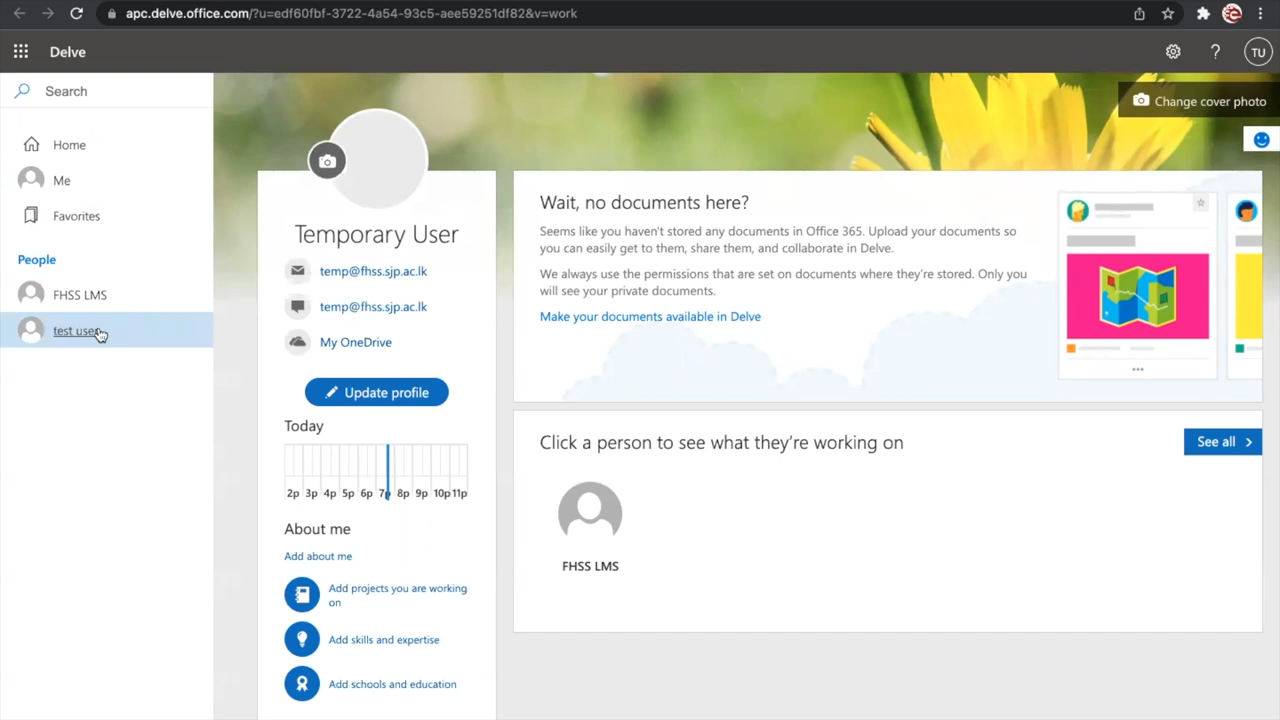 apc.delve.office.com/?u=edf60fbf-3722-4a54-93c5-aee59251df82&v=work
Delve
TU
Search
Change cover photo
Home
Me
Favorites
People
FHSS LMS
test user
Temporary User
temp@fhss.sjp.ac.lk
temp@fhss.sjp.ac.lk
My OneDrive
Update profile
Today
2p 3p 4p 5p 6p 7p 8p 9p 10p 11p
About me
Add about me
Add projects you are working
on
Add skills and expertise
Add schools and education
Wait, no documents here?
Seems like you haven't stored any documents in Office 365. Upload your documents so
you can easily get to them, share them, and collaborate in Delve.
We always use the permissions that are set on documents where they're stored. Only you
will see your private documents.
Make your documents available in Delve
Click a person to see what they're working on
See all
FHSS LMS